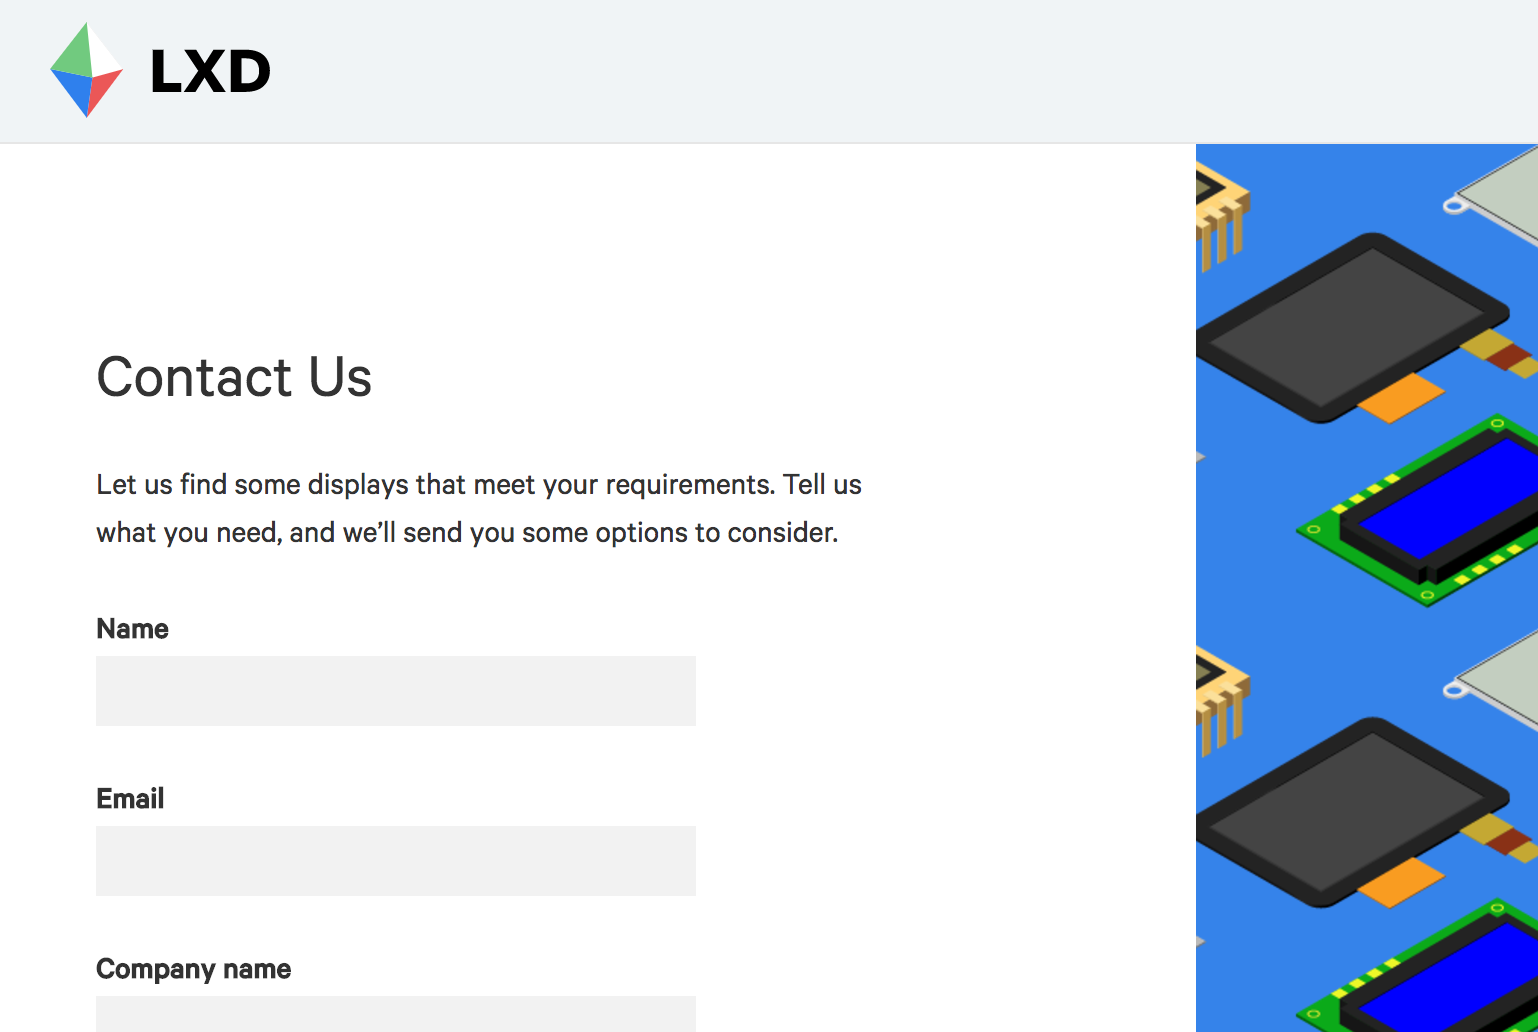 LXD
Contact Us
Let us find some displays that meet your requirements. Tell us
what you need, and we’ll send you some options to consider.
Name
Email
Company name